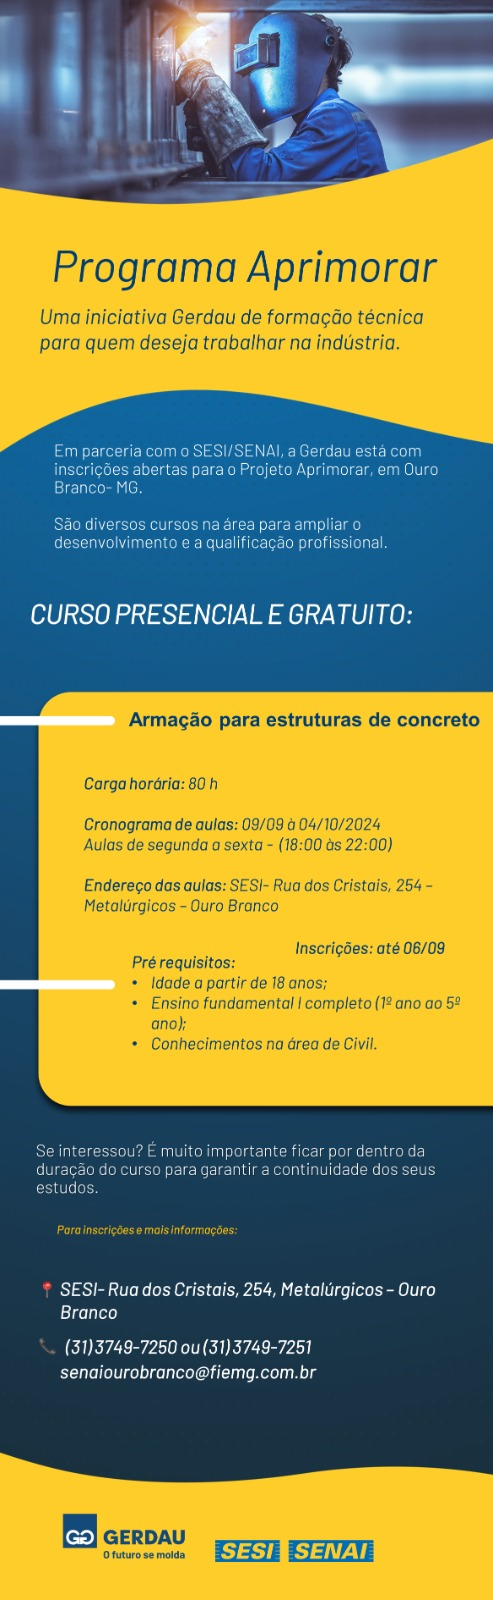 Programa Aprimorar
Uma iniciativa Gerdau de formação técnica
para quem deseja trabalhar na indústria.
Em parceria com o SESI/SENAI, a Gerdau está com
inscrições abertas para o Projeto Aprimorar, em Ouro
Branco- MG.
São diversos cursos na área para ampliar o
desenvolvimento e a qualificação profissional.
CURSO PRESENCIAL E GRATUITO:
Armação para estruturas de concreto
Carga horária: 80 h
Cronograma de aulas: 09/09 à 04/10/2024
Aulas de segunda a sexta - (18:00 às 22:00)
Endereço das aulas: SESI- Rua dos Cristais, 254 –
Metalúrgicos – Ouro Branco
Inscrições: até 06/09
Pré requisitos:
• Idade a partir de 18 anos;
• Ensino fundamental I completo (1º ano ao 5º
ano);
• Conhecimentos na área de Civil.
Se interessou? É muito importante ficar por dentro da
duração do curso para garantir a continuidade dos seus
estudos.
Para inscrições e mais informações:
SESI- Rua dos Cristais, 254, Metalúrgicos – Ouro
Branco
(31)3749-7250 ou (31)3749-7251
senaiourobranco@fiemg.com.br
GG GERDAU
O futuro se molda
SESI SENAI